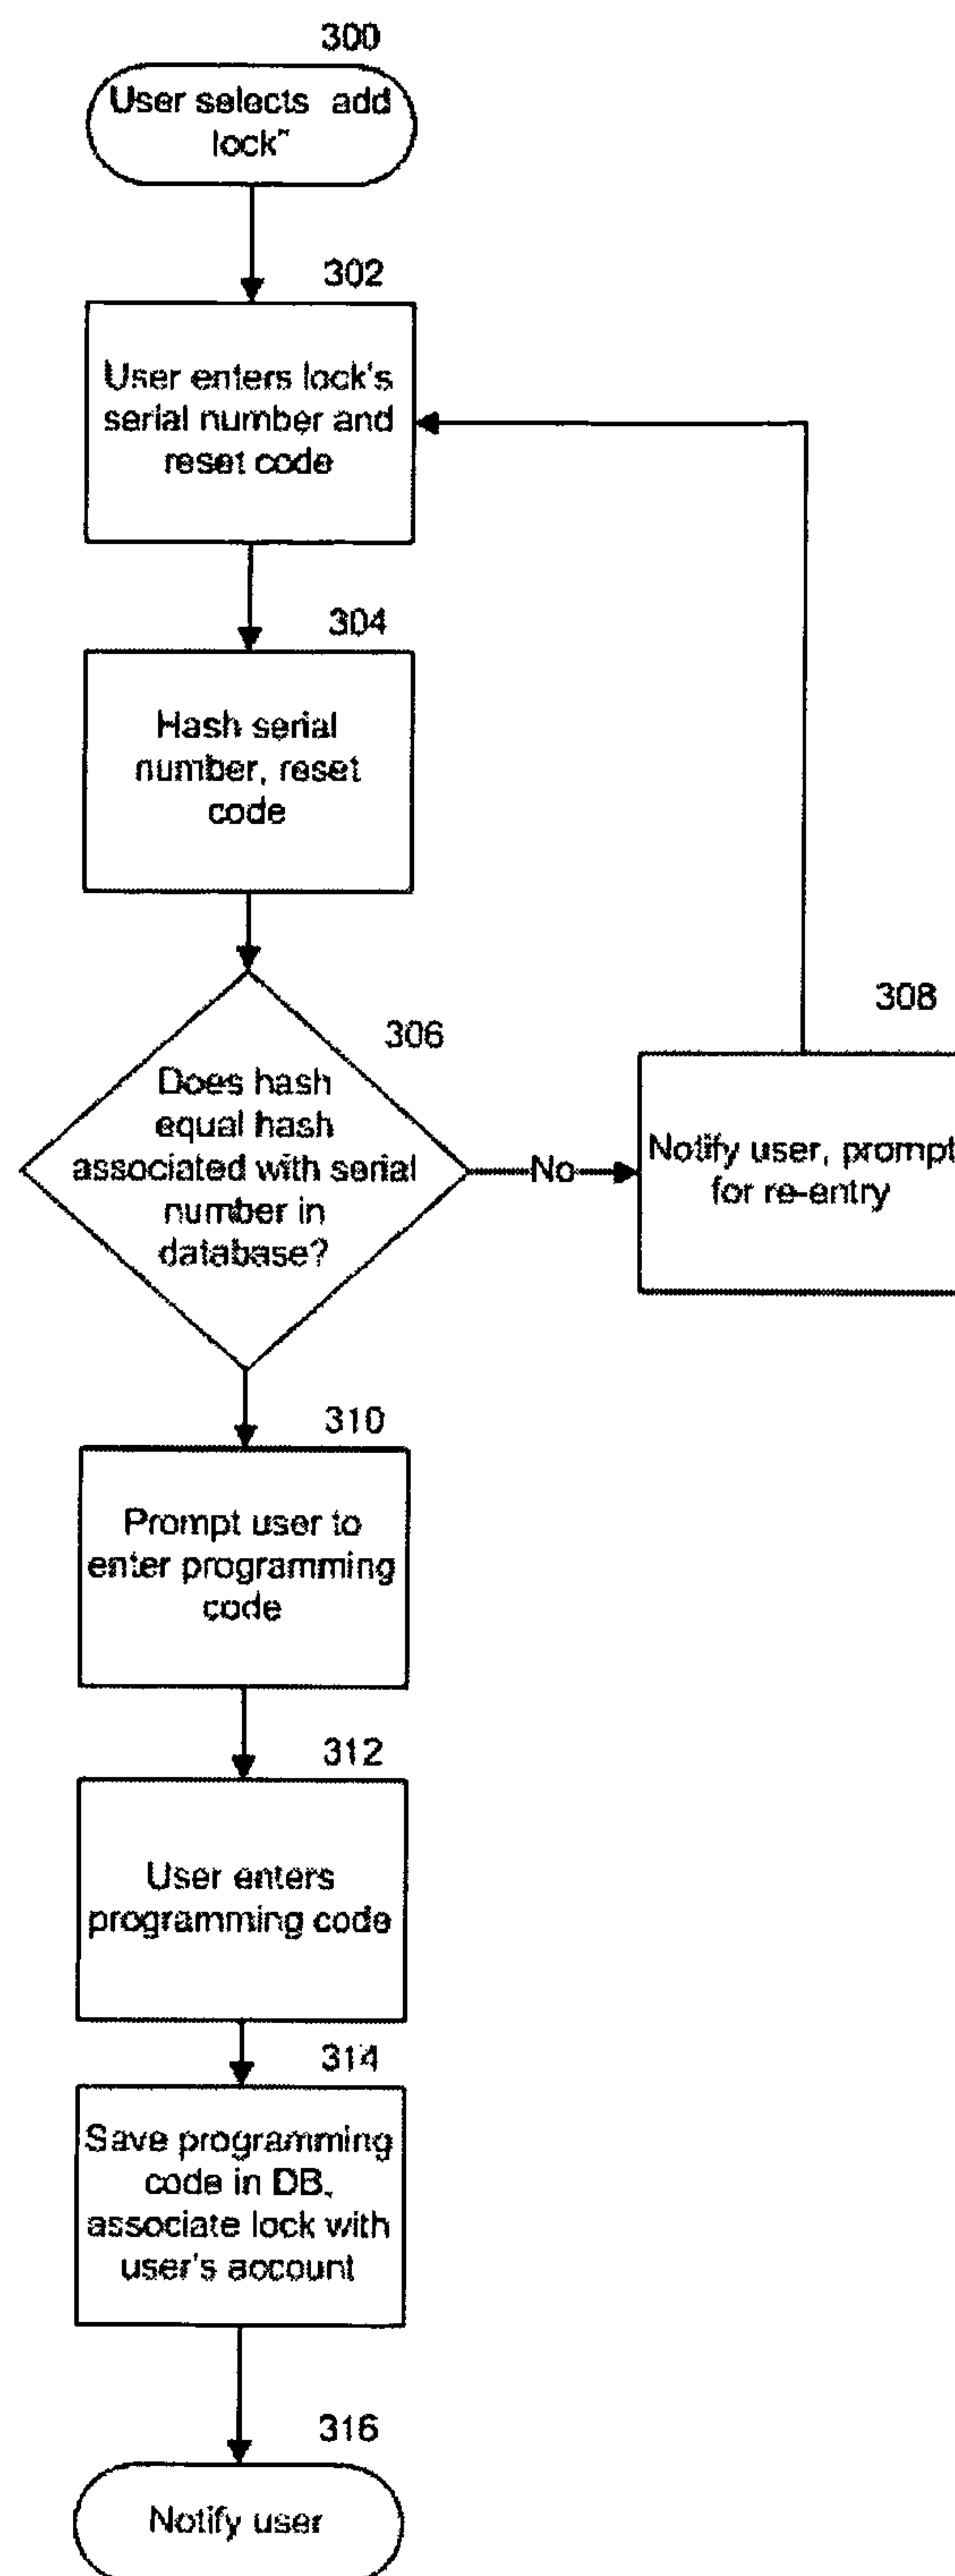 300
User selects add
lock"
302
User enters lock's
serial number and
reset code
304
Hash serial
number, reset
code
306
Does hash
equal hash
associated with serial
number in
database?
No
308
Notify user, prompt
for re-entry
310
Prompt user to
enter programming
code
312
User enters
programming code
314
Save programming
code in DB,
associate lock with
user's account
316
Notify user